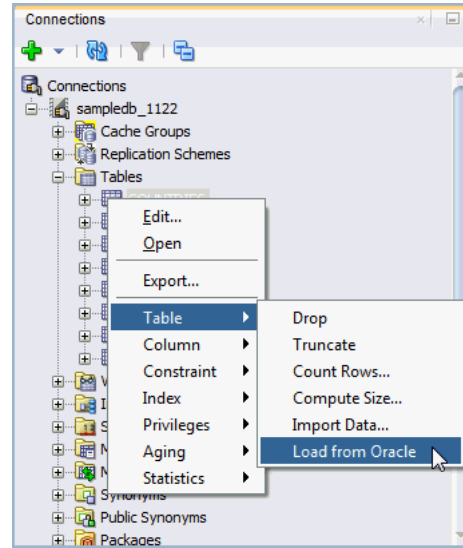 Connections
Connections
sampledb_1122
Cache Groups
Replication Schemes
Tables
COUNTRIES
Edit...
Open
Export...
Table
Column
Constraint
Index
Privileges
Aging
Statistics
Drop
Truncate
Count Rows...
Compute Size...
Import Data...
Load from Oracle
V
I
S
M
M
Synonyms
Public Synonyms
Packages